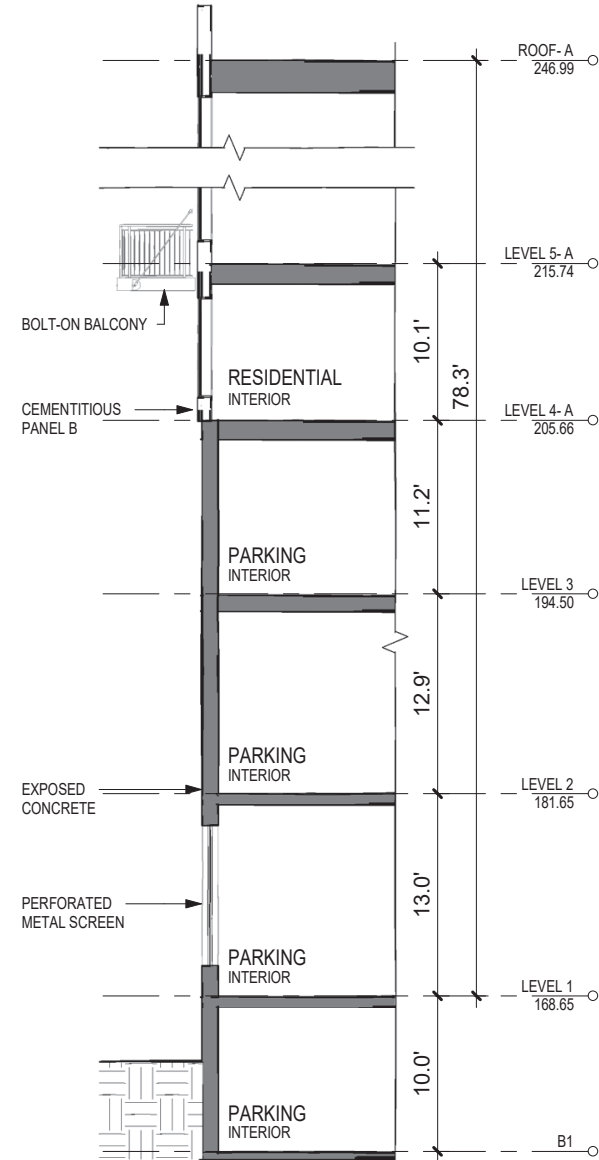 ROOF- A
246.99
LEVEL 5- A
215.74
BOLT-ON BALCONY
10.1'
78.3'
RESIDENTIAL
INTERIOR
CEMENTITIOUS
PANEL B
LEVEL 4- A
205.66
11.2'
PARKING
INTERIOR
LEVEL 3
194.50
12.9'
PARKING
INTERIOR
EXPOSED
CONCRETE
LEVEL 2
181.65
PERFORATED
METAL SCREEN
13.0'
PARKING
INTERIOR
LEVEL 1
168.65
10.0'
PARKING
INTERIOR
B1